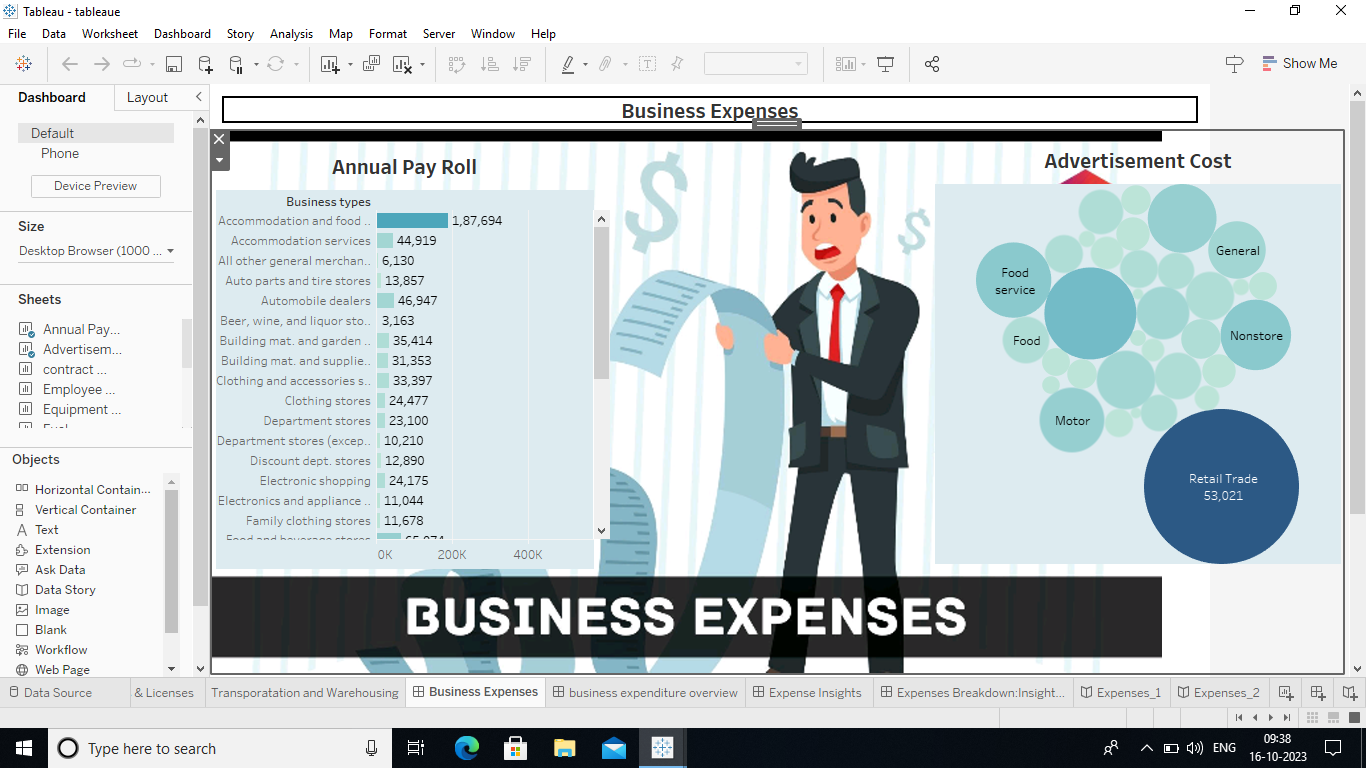 Tableau - tableaue
File Data Worksheet Dashboard Story Analysis Map Format Server Window Help
Show Me
Dashboard Layout
Default
Phone
Device Preview
Size
Desktop Browser (1000 ...
Sheets
Annual Pay...
Advertisem...
contract ...
Employee ...
Equipment ...
Objects
Horizontal Contain...
Vertical Container
Text
Extension
Ask Data
Data Story
Image
Blank
Workflow
Web Page
Business Expenses
Annual Pay Roll
Business types
Accommodation and food .. 1,87,694
Accommodation services 44,919
All other general merchan.. 6,130
Auto parts and tire stores 13,857
Automobile dealers 46,947
Beer, wine, and liquor sto.. 3,163
Building mat. and garden .. 35,414
Building mat. and supplie.. 31,353
Clothing and accessories s.. 33,397
Clothing stores 24,477
Department stores 23,100
Department stores (excep.. 10,210
Discount dept. stores 12,890
Electronic shopping 24,175
Electronics and appliance .. 11,044
Family clothing stores 11,678
Food and beverage stores
0K 200K 400K
$
$
Advertisement Cost
General
Food
service
Food
Nonstore
Motor
Retail Trade
53,021
BUSINESS EXPENSES
Data Source & Licenses Transporatation and Warehousing Business Expenses business expenditure overview Expense Insights Expenses Breakdown:Insight... Expenses_1 Expenses_2
Type here to search
ENG
09:38
16-10-2023